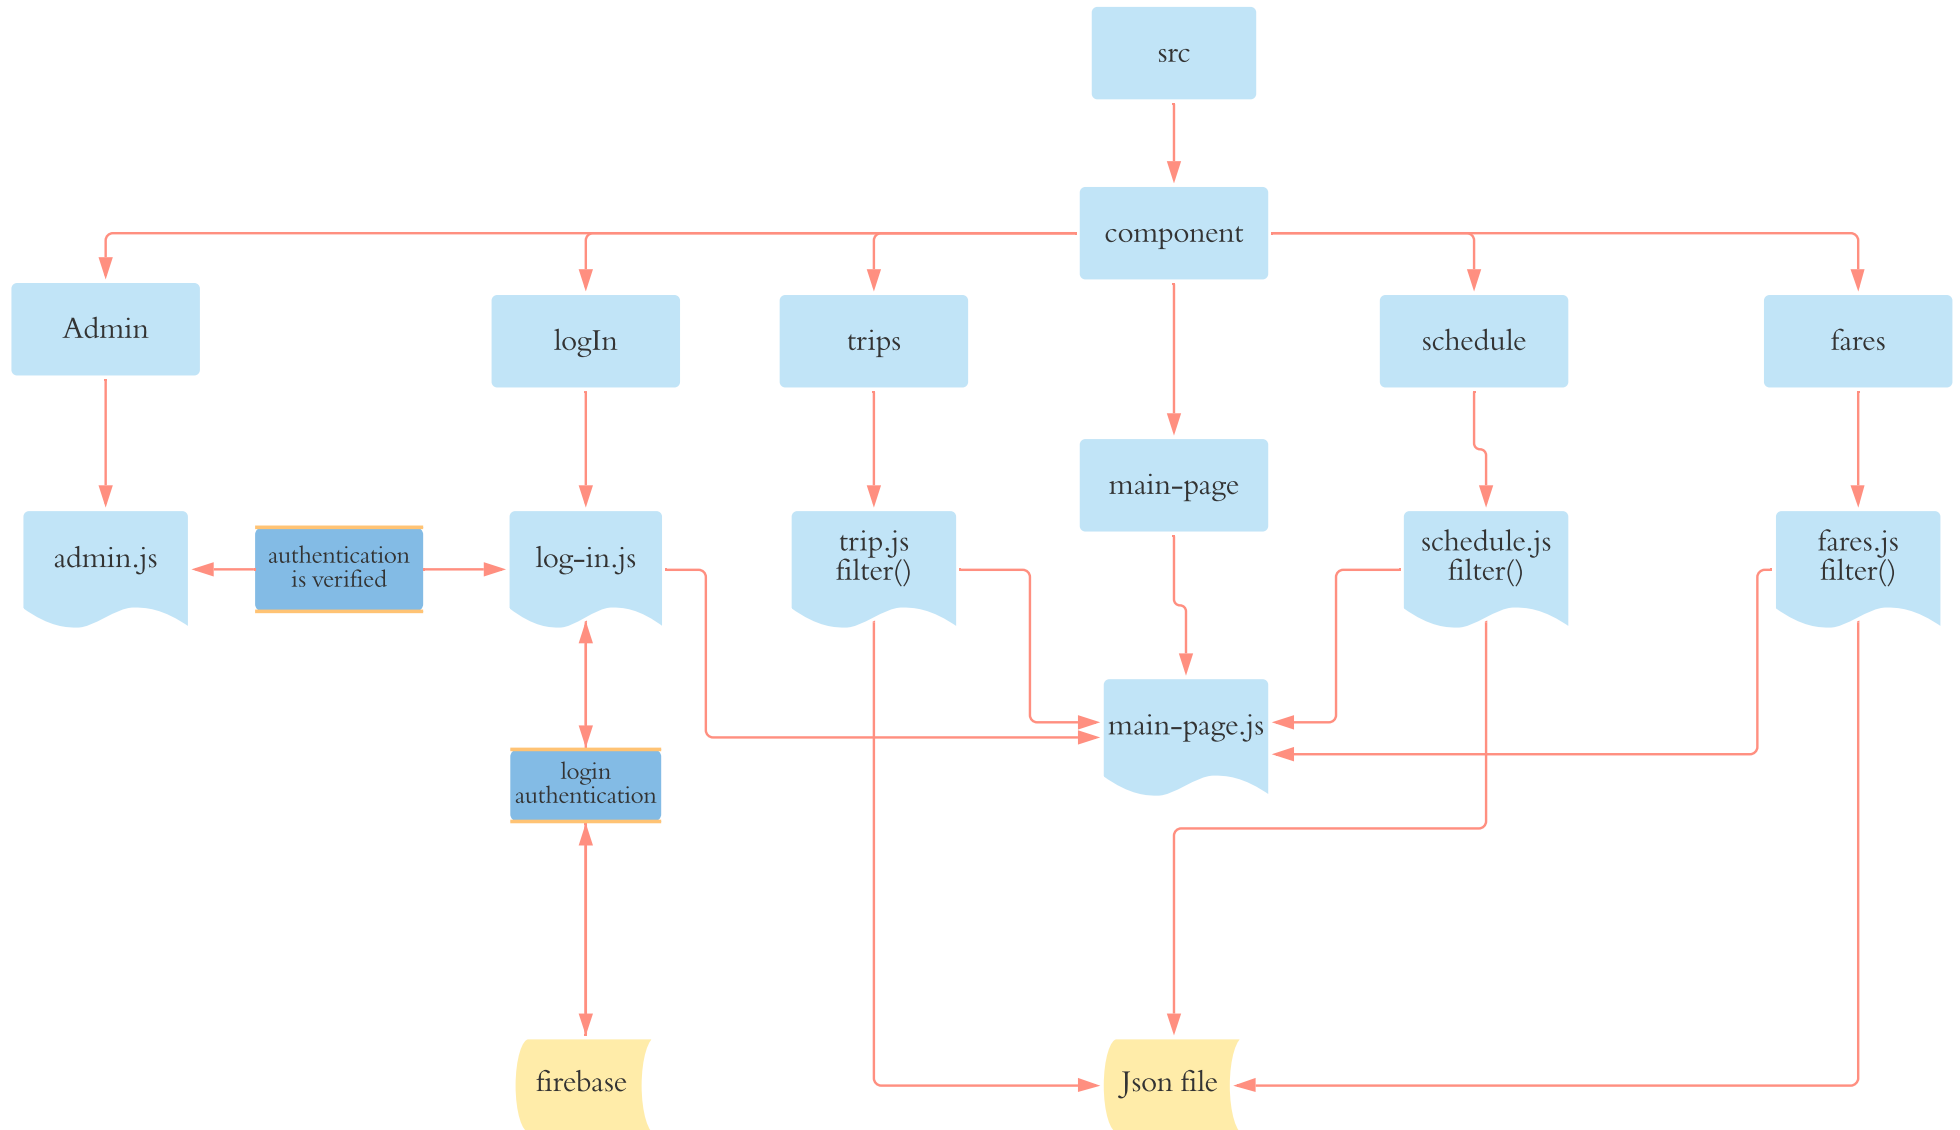 src
component
Admin
logIn
trips
schedule
fares
main-page
admin.js
authentication
is verified
log-in.js
trip.js
filter()
schedule.js
filter()
fares.js
filter()
main-page.js
login
authentication
firebase
Json file